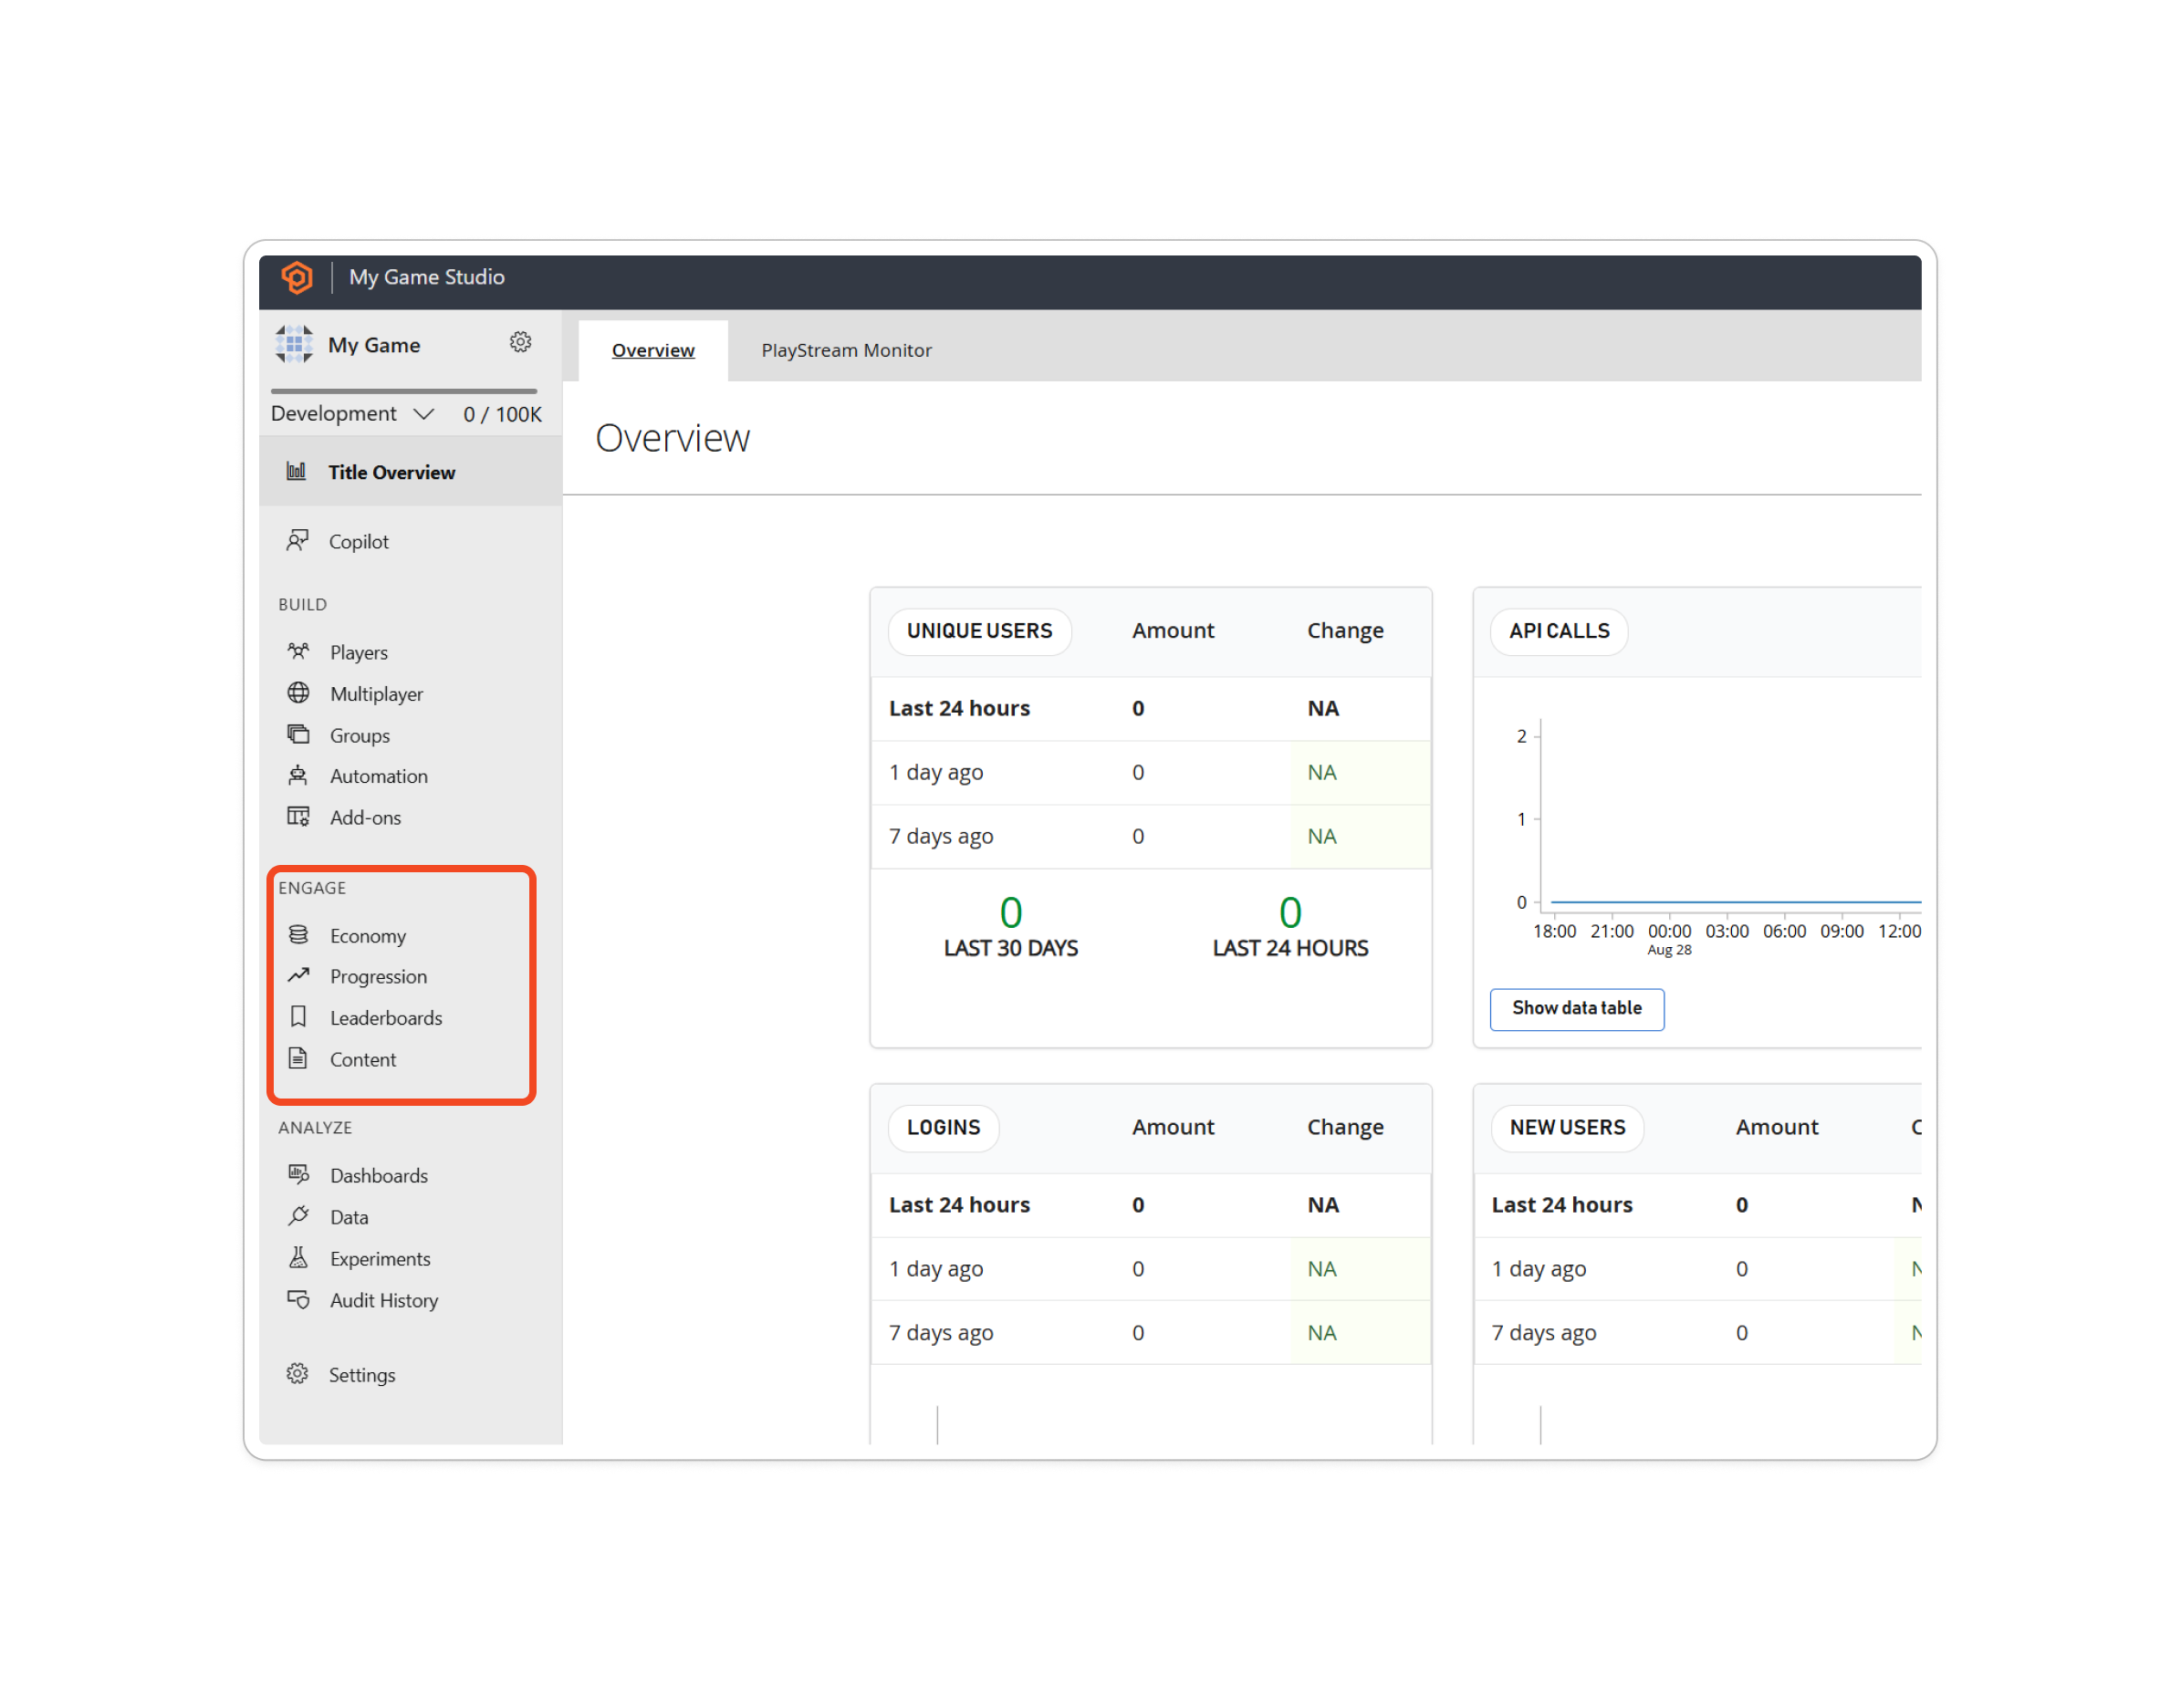 My Game Studio
My Game
Development 0 / 100K
Title Overview
Copilot
BUILD
Players
Multiplayer
Groups
Automation
Add-ons
ENGAGE
Economy
Progression
Leaderboards
Content
ANALYZE
Dashboards
Data
Experiments
Audit History
Settings
Overview PlayStream Monitor
Overview
UNIQUE USERS Amount Change
Last 24 hours 0 NA
1 day ago 0 NA
7 days ago 0 NA
0 0
LAST 30 DAYS LAST 24 HOURS
API CALLS
2
1
0
18:00 21:00 00:00 03:00 06:00 09:00 12:00
Aug 28
Show data table
LOGINS Amount Change
Last 24 hours 0 NA
1 day ago 0 NA
7 days ago 0 NA
NEW USERS Amount
Last 24 hours 0
1 day ago 0
7 days ago 0